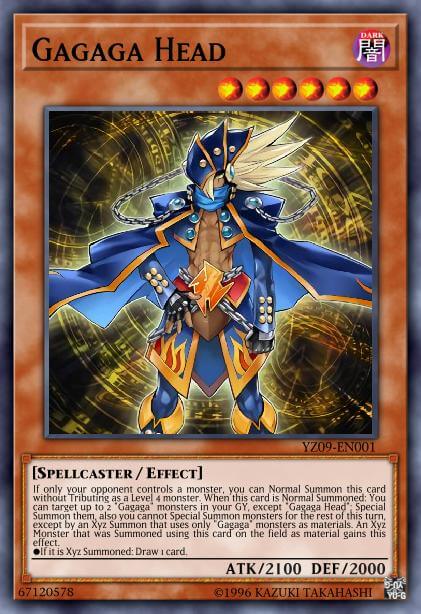 Gagaga Head
DARK
闇
YZ09-EN001
[Spellcaster / Effect]
If only your opponent controls a monster, you can Normal Summon this card
without Tributing as a Level 4 monster. When this card is Normal Summoned: You
can target up to 2 "Gagaga" monsters in your GY, except "Gagaga Head"; Special
Summon them, also you cannot Special Summon monsters for the rest of this turn,
except by an Xyz Summon that uses only "Gagaga" monsters as materials. An Xyz
Monster that was Summoned using this card on the field as material gains this
effect.
●If it is Xyz Summoned: Draw 1 card.
ATK/2100 DEF/2000
67120578
©1996 KAZUKI TAKAHASHI